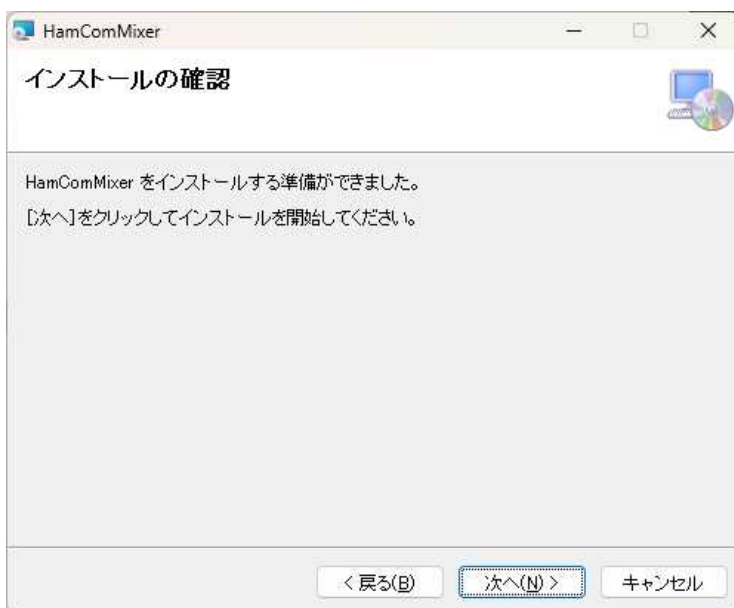 HamComMixer
インストールの確認
HamComMixer をインストールする準備ができました。
[次へ]をクリックしてインストールを開始してください。
< 戻る(B)
次へ(N) >
キャンセル